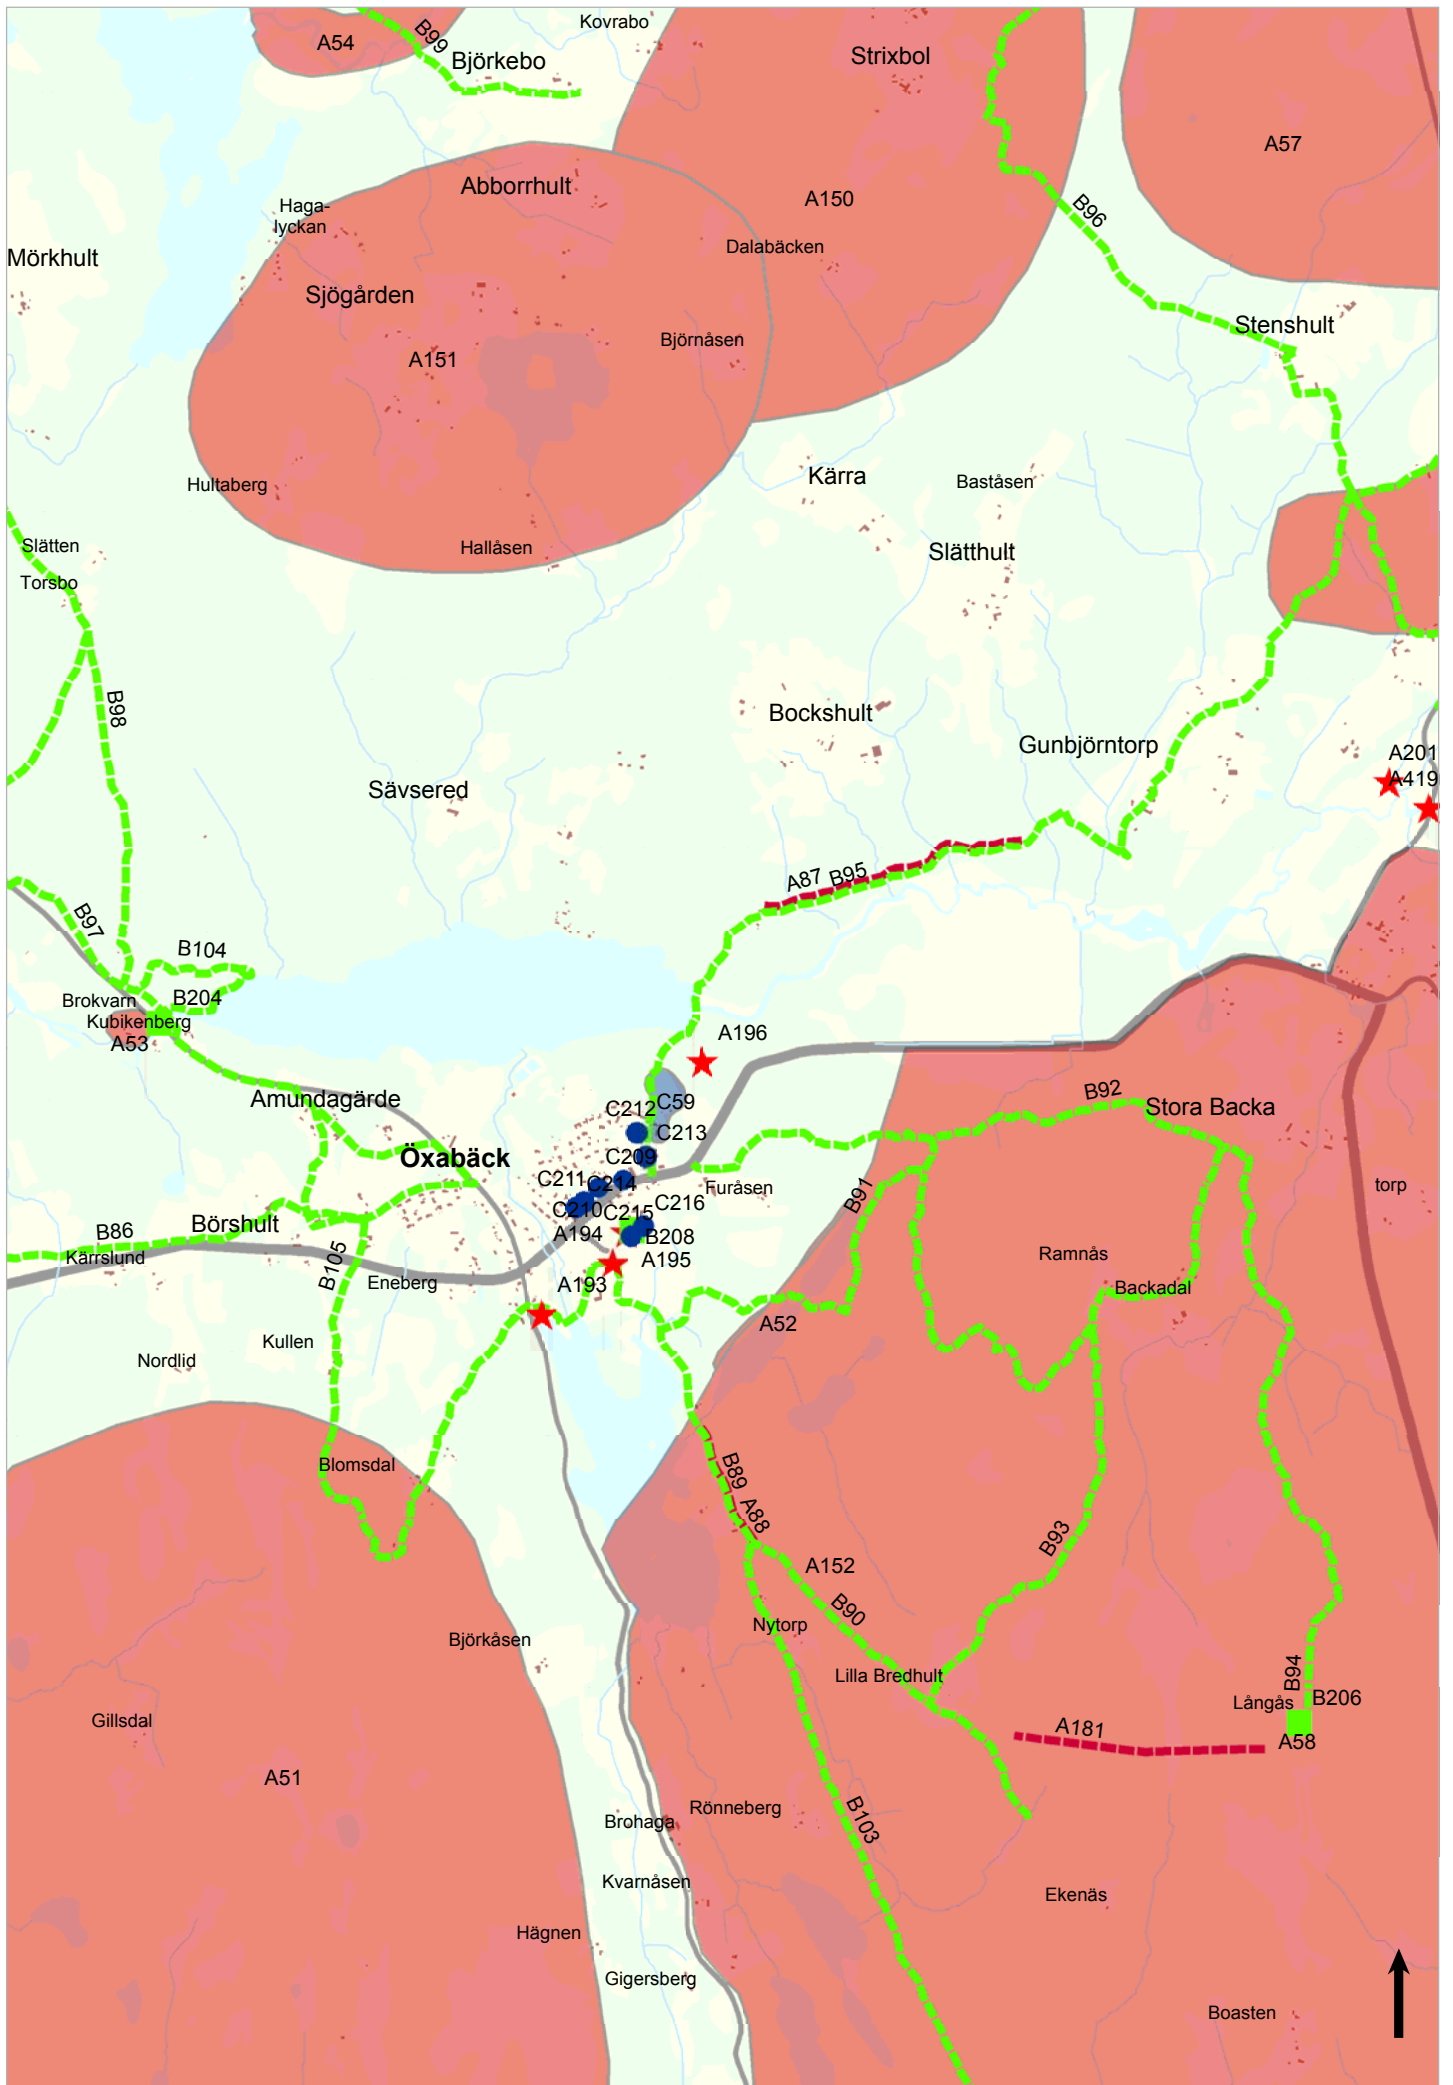 Kovrabo
A54
B99
Björkebo
Strixbol
A57
Abborrhult
A150
Haga-
lyckan
B96
Dalabäcken
Mörkhult
Sjögården
Stenshult
Björnåsen
A151
Kärra
Hultaberg
Baståsen
Slätten
Hallåsen
Slätthult
Torsbo
B98
Bockshult
Gunbjörntorp
A201
A419
Sävsered
A87
B95
B97
B104
Brokvarn
B204
Kubikenberg
A53
A196
Amundagärde
C212
C59
B92
Stora Backa
C213
Öxabäck
C209
C211
C214
Furåsen
B91
torp
C210
C215
C216
Börshult
B86
A194
B208
Kärrslund
B105
A195
Ramnås
Eneberg
A193
Backadal
A52
Kullen
Nordlid
Blomsdal
B89
A88
B93
A152
B90
Nytorp
Björkåsen
Lilla Bredhult
B94
Långås
B206
Gillsdal
A181
A58
A51
Rönneberg
B103
Brohaga
Kvarnåsen
Ekenäs
Hägnen
Gigersberg
Boasten